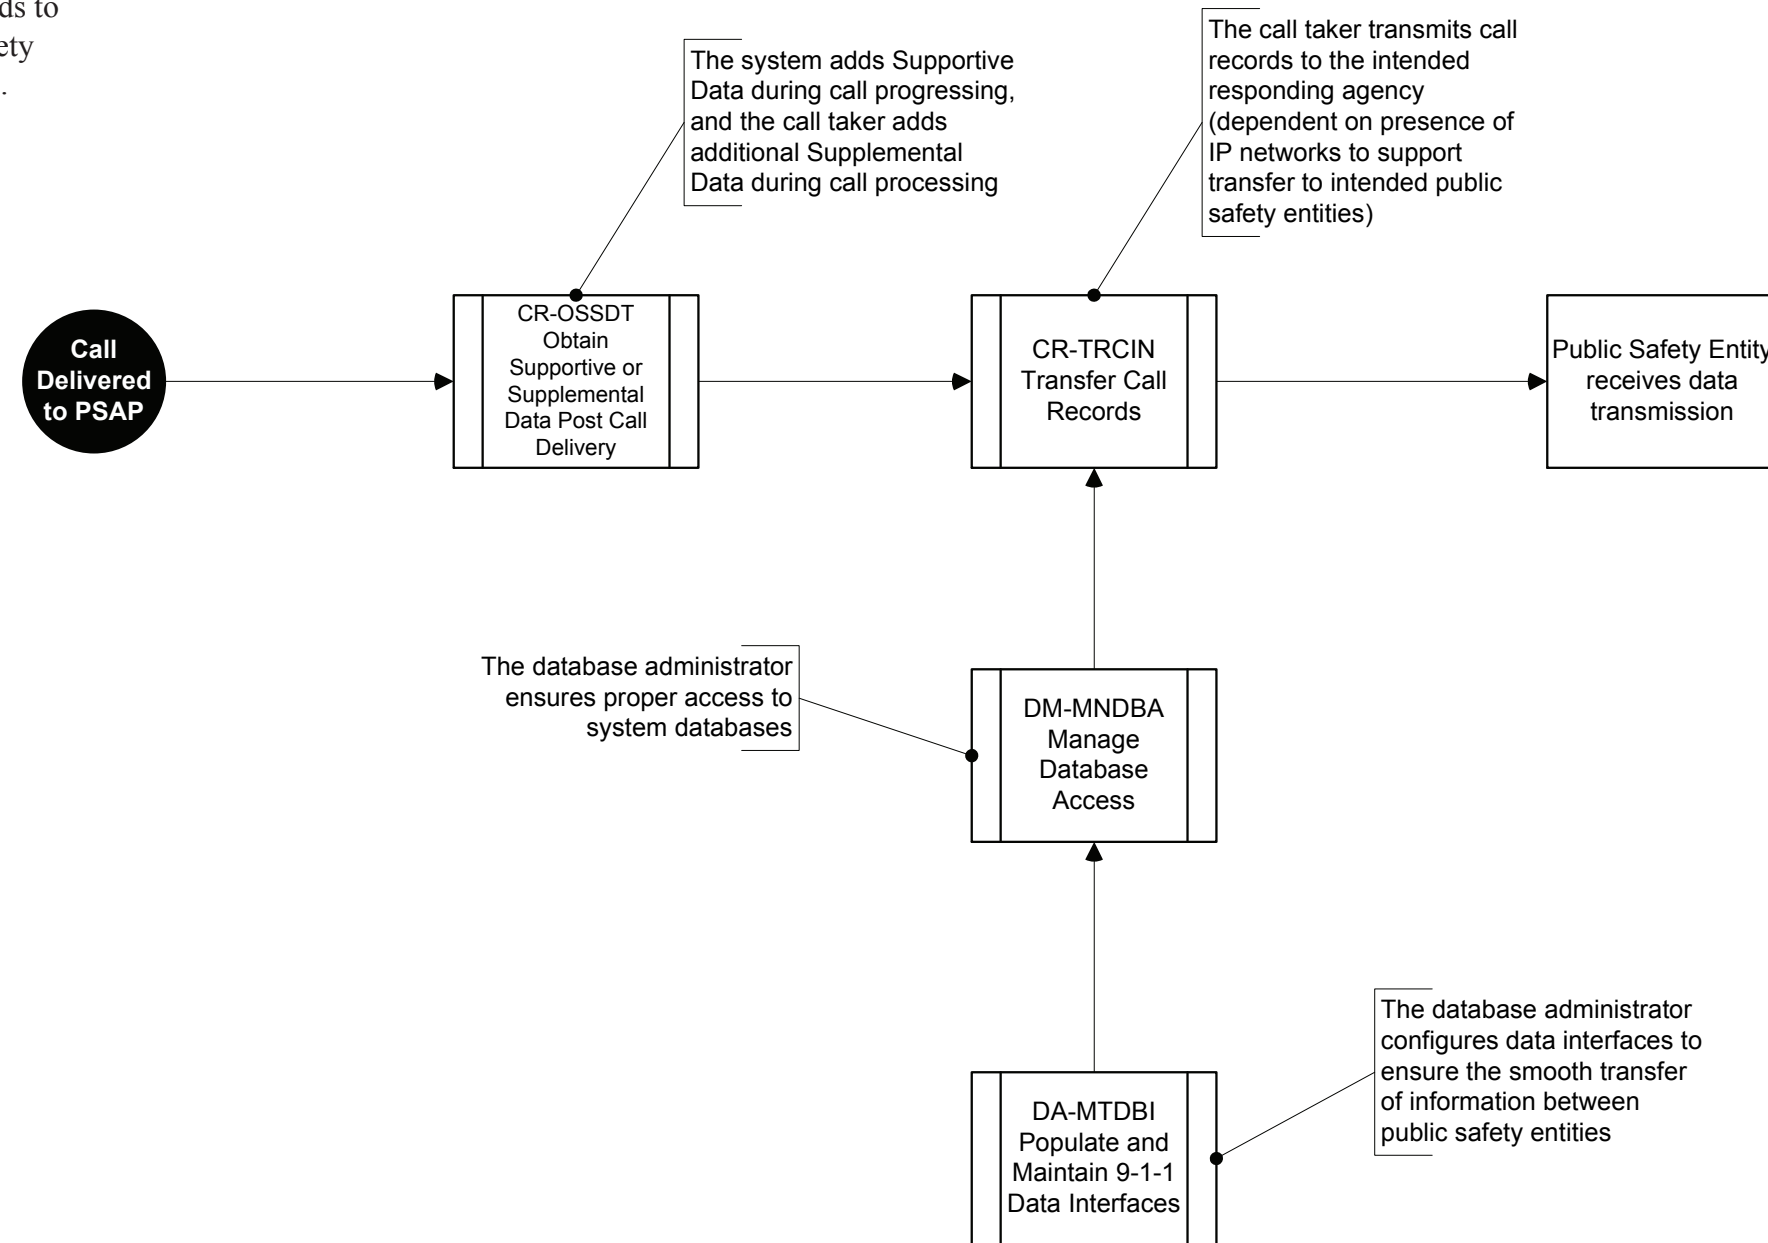 ds to
ety
.
The system adds Supportive
Data during call progressing,
and the call taker adds
additional Supplemental
Data during call processing
The call taker transmits call
records to the intended
responding agency
(dependent on presence of
IP networks to support
transfer to intended public
safety entities)
Call
Delivered
to PSAP
CR-OSSDT
Obtain
Supportive or
Supplemental
Data Post Call
Delivery
CR-TRCIN
Transfer Call
Records
Public Safety Entity
receives data
transmission
The database administrator
ensures proper access to
system databases
DM-MNDBA
Manage
Database
Access
The database administrator
configures data interfaces to
ensure the smooth transfer
of information between
public safety entities
DA-MTDBI
Populate and
Maintain 9-1-1
Data Interfaces